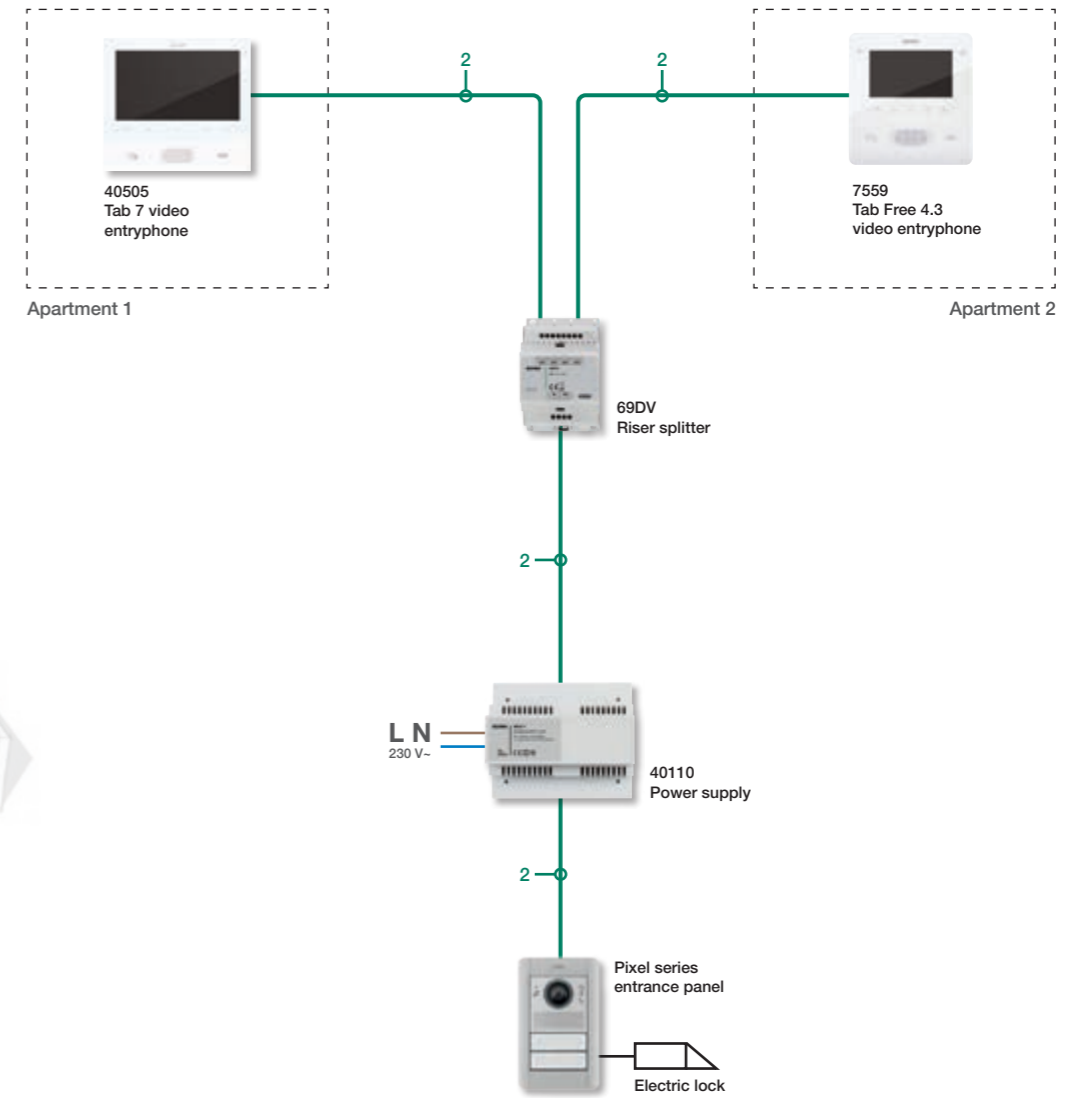 2
2
40505
Tab 7 video
entryphone
7559
Tab Free 4.3
video entryphone
Apartment 1
Apartment 2
69DV
Riser splitter
2
L N
230 V~
40110
Power supply
2
Pixel series
entrance panel
Electric lock